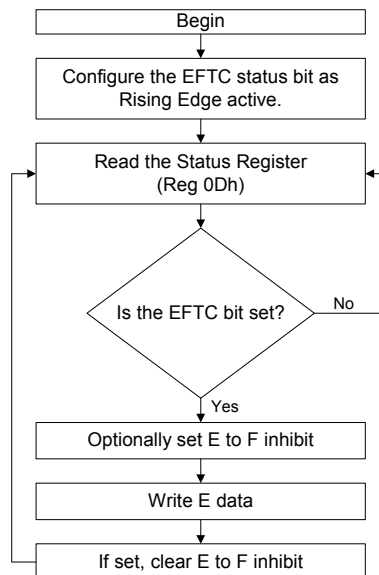 Begin
Configure the EFTC status bit as
Rising Edge active.
Read the Status Register
(Reg 0Dh)
Is the EFTC bit set?
No
Yes
Optionally set E to F inhibit
Write E data
If set, clear E to F inhibit